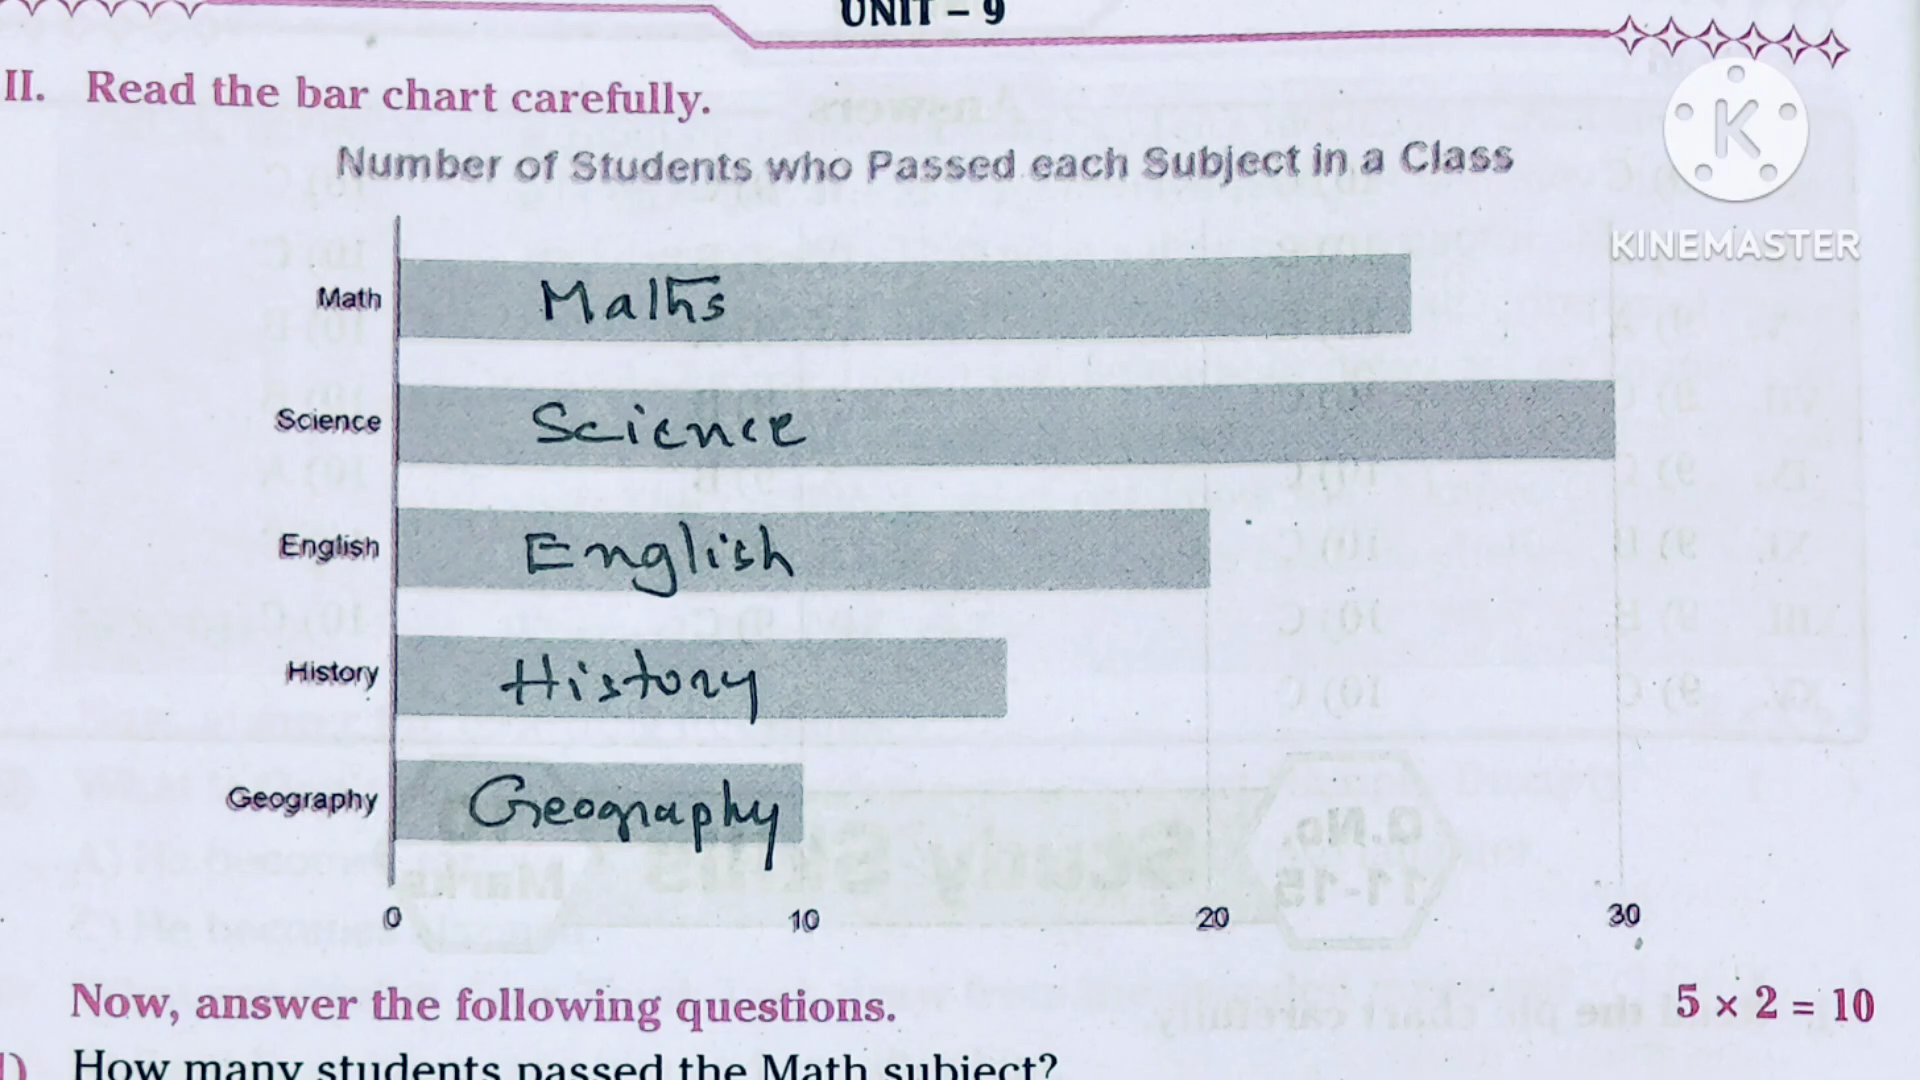 UNIT – 9
II. Read the bar chart carefully.
Number of Students who Passed each Subject in a Class
K
KINEMASTER
Math Maths
Science Science
English English
History History
Geography Geography
0 10 20 30
Now, answer the following questions. 5 × 2 = 10
1) How many students passed the Math subject?